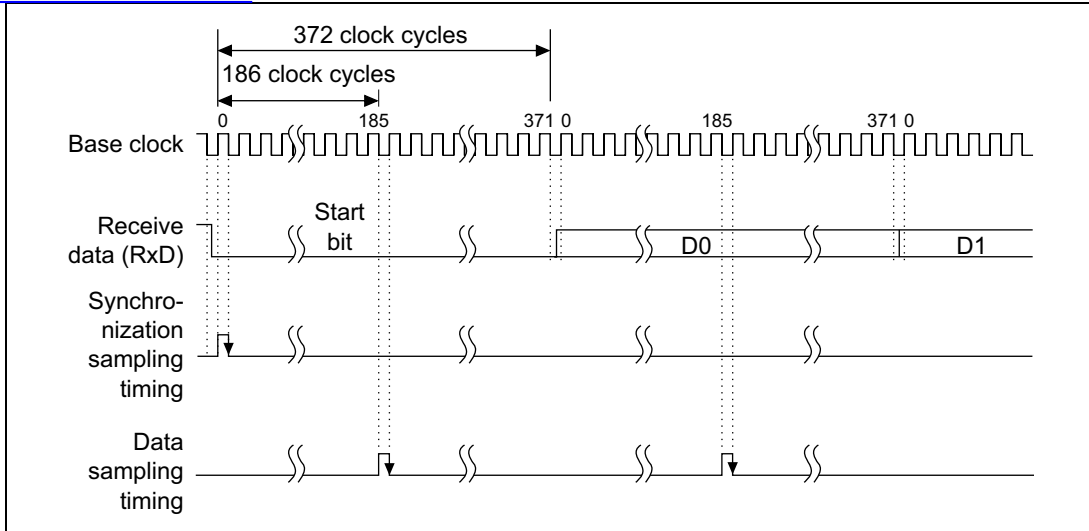 372 clock cycles
186 clock cycles
0 185 371 0 185 371 0
Base clock
Receive
data (RxD)
Start
bit
D0 D1
Synchro-
nization
sampling
timing
Data
sampling
timing